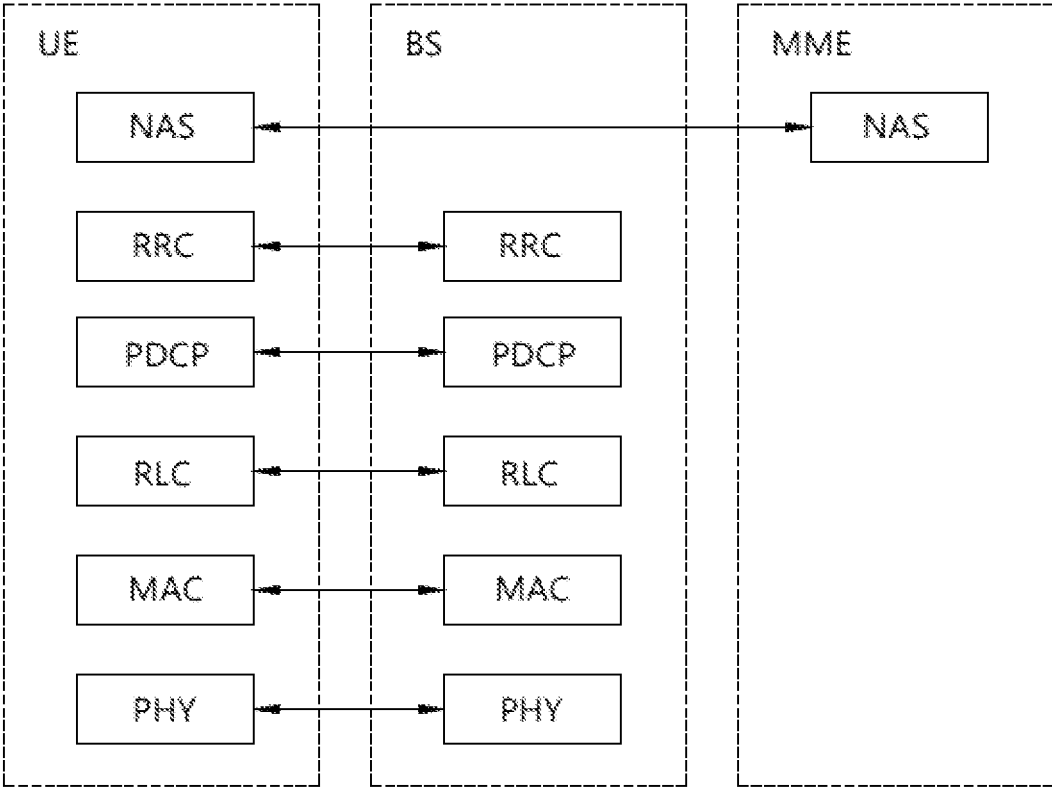 UE BS MME
NAS NAS
RRC RRC
PDCP PDCP
RLC RLC
MAC MAC
PHY PHY